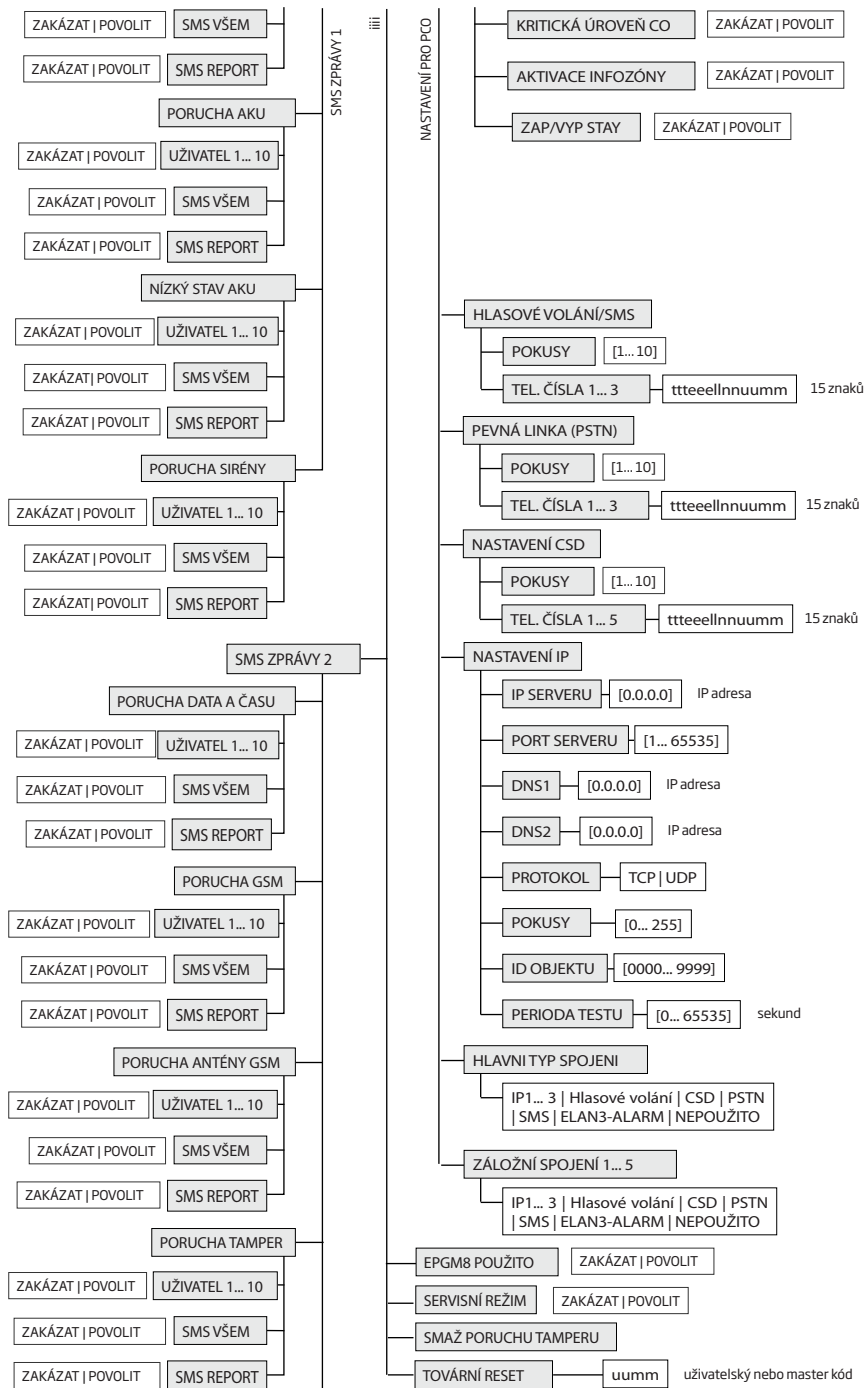 ZAKÁZAT | POVOLIT SMS VŠEM
ZAKÁZAT | POVOLIT SMS REPORT
SMS ZPRÁVY 1
iiii
PORUCHA AKU
ZAKÁZAT | POVOLIT UŽIVATEL 1... 10
ZAKÁZAT | POVOLIT SMS VŠEM
ZAKÁZAT | POVOLIT SMS REPORT
NÍZKÝ STAV AKU
ZAKÁZAT | POVOLIT UŽIVATEL 1... 10
ZAKÁZAT | POVOLIT SMS VŠEM
ZAKÁZAT | POVOLIT SMS REPORT
PORUCHA SIRÉNY
ZAKÁZAT | POVOLIT UŽIVATEL 1... 10
ZAKÁZAT | POVOLIT SMS VŠEM
ZAKÁZAT| POVOLIT SMS REPORT
SMS ZPRÁVY 2
PORUCHA DATA A ČASU
ZAKÁZAT | POVOLIT UŽIVATEL 1... 10
ZAKÁZAT | POVOLIT SMS VŠEM
ZAKÁZAT | POVOLIT SMS REPORT
PORUCHA GSM
ZAKÁZAT | POVOLIT UŽIVATEL 1... 10
ZAKÁZAT | POVOLIT SMS VŠEM
ZAKÁZAT | POVOLIT SMS REPORT
PORUCHA ANTÉNY GSM
ZAKÁZAT | POVOLIT UŽIVATEL 1... 10
ZAKÁZAT | POVOLIT SMS VŠEM
ZAKÁZAT | POVOLIT SMS REPORT
PORUCHA TAMPER
ZAKÁZAT | POVOLIT UŽIVATEL 1... 10
ZAKÁZAT | POVOLIT SMS VŠEM
ZAKÁZAT | POVOLIT SMS REPORT
NASTAVENÍ PRO PCO
KRITICKÁ ÚROVEŇ CO ZAKÁZAT | POVOLIT
AKTIVACE INFOZÓNY ZAKÁZAT | POVOLIT
ZAP/VYP STAY ZAKÁZAT | POVOLIT
HLASOVÉ VOLÁNÍ/SMS
POKUSY [1... 10]
TEL. ČÍSLA 1... 3 ttteeellnnuumm 15 znaků
PEVNÁ LINKA (PSTN)
POKUSY [1... 10]
TEL. ČÍSLA 1... 3 ttteeellnnuumm 15 znaků
NASTAVENÍ CSD
POKUSY [1... 10]
TEL. ČÍSLA 1... 5 ttteeellnnuumm 15 znaků
NASTAVENÍ IP
IP SERVERU [0.0.0.0] IP adresa
PORT SERVERU [1... 65535]
DNS1 [0.0.0.0] IP adresa
DNS2 [0.0.0.0] IP adresa
PROTOKOL TCP | UDP
POKUSY [0... 255]
ID OBJEKTU [0000... 9999]
PERIODA TESTU [0... 65535] sekund
HLAVNI TYP SPOJENI
IP1... 3 | Hlasové volání | CSD | PSTN
| SMS | ELAN3-ALARM | NEPOUŽITO
ZÁLOŽNÍ SPOJENÍ 1... 5
IP1... 3 | Hlasové volání | CSD | PSTN
| SMS | ELAN3-ALARM | NEPOUŽITO
EPGM8 POUŽITO ZAKÁZAT | POVOLIT
SERVISNÍ REŽIM ZAKÁZAT | POVOLIT
SMAŽ PORUCHU TAMPERU
TOVÁRNÍ RESET uumm uživatelský nebo master kód